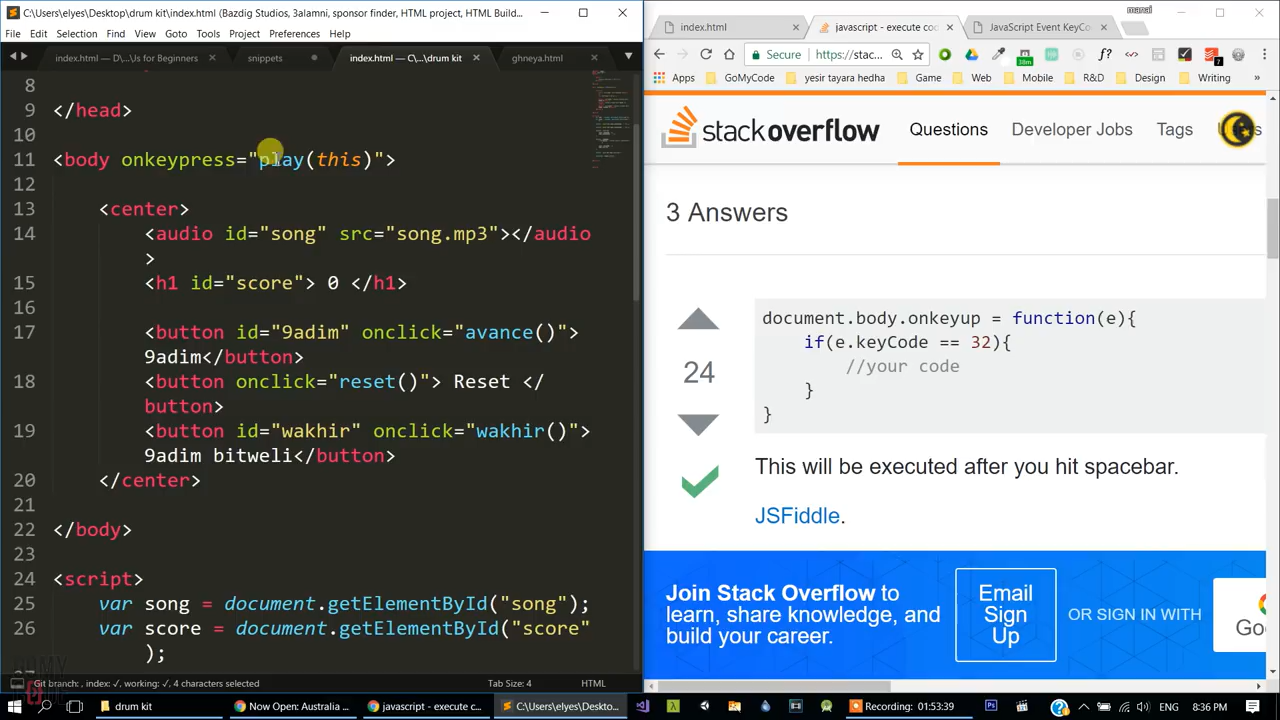 C:\Users\elyes\Desktop\drum kit\index.html (Bazdig Studios, 3alamni, sponsor finder, HTML project, HTML Build...
File Edit Selection Find View Goto Tools Project Preferences Help
index.html — D...\Js for Beginners
snippets
index.html — C...\drum kit
ghneya.html
8
9 </head>
10
11 <body onkeypress="play(this)">
12
13 <center>
14 <audio id="song" src="song.mp3"></audio
>
15 <h1 id="score"> 0 </h1>
16
17 <button id="9adim" onclick="avance()">
9adim</button>
18 <button onclick="reset()"> Reset </
button>
19 <button id="wakhir" onclick="wakhir()">
9adim bitweli</button>
20 </center>
21
22 </body>
23
24 <script>
25 var song = document.getElementById("song");
26 var score = document.getElementById("score"
);
Git branch: , index: ✓, working: ✓, 4 characters selected
Tab Size: 4
HTML
manal
index.html
javascript - execute co
JavaScript Event KeyCo
Secure
https://stac...
38m
7
Apps GoMyCode yesir tayara hedha Game Web Mobile R&D Design Writing
stackoverflow
Questions Developer Jobs Tags
3 Answers
24
document.body.onkeyup = function(e){
if(e.keyCode == 32){
//your code
}
}
This will be executed after you hit spacebar.
JSFiddle.
Join Stack Overflow to
learn, share knowledge, and
build your career.
Email
Sign
Up
OR SIGN IN WITH
Go
drum kit
Now Open: Australia ...
javascript - execute c...
C:\Users\elyes\Deskto...
Recording: 01:53:39
ENG
8:36 PM